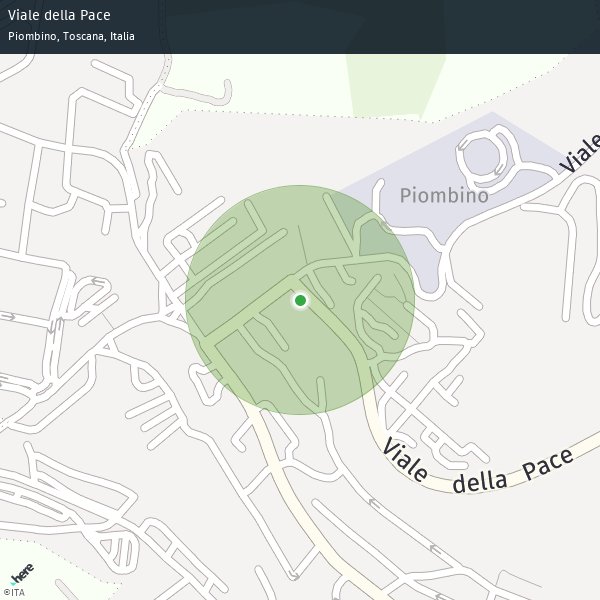 Viale della Pace
Piombino, Toscana, Italia
Viale
Piombino
Viale della Pace
here
©ITA